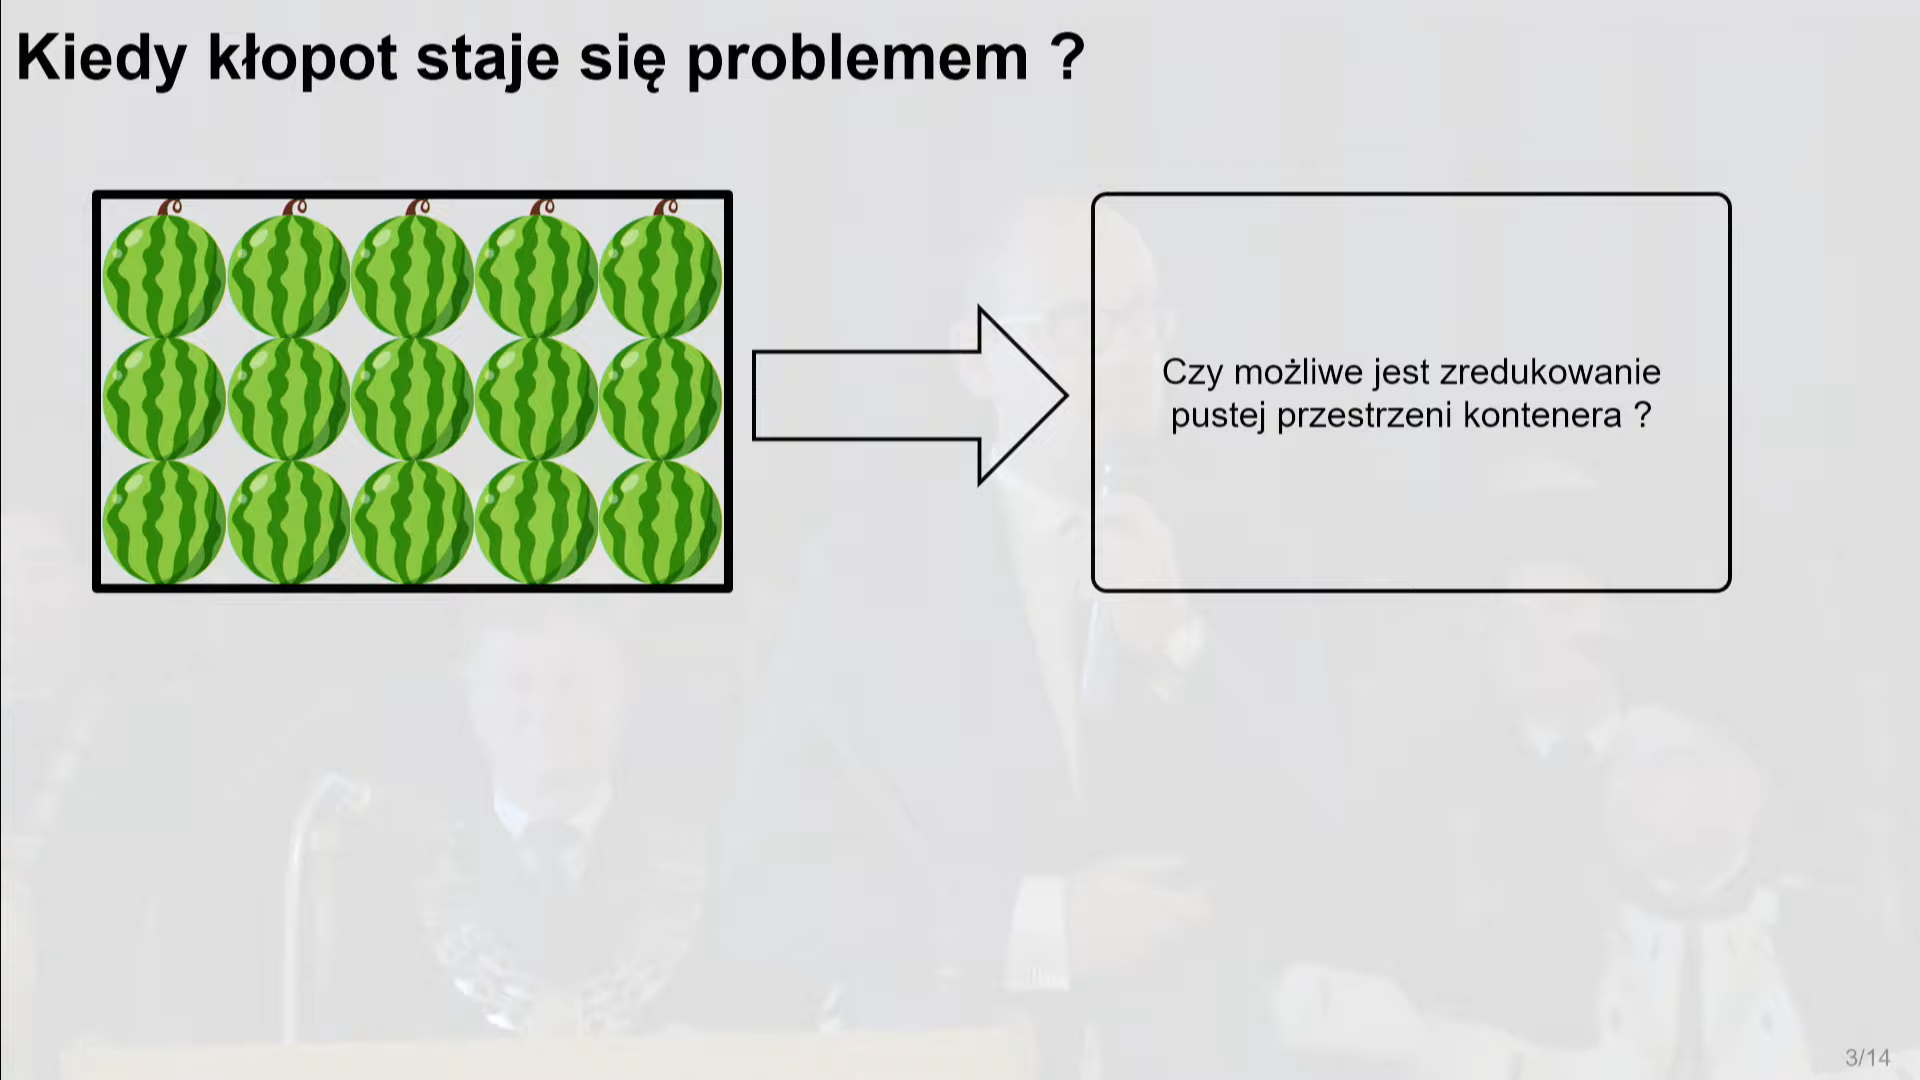 Kiedy kłopot staje się problemem ?
Czy możliwe jest zredukowanie
pustej przestrzeni kontenera ?
3/14